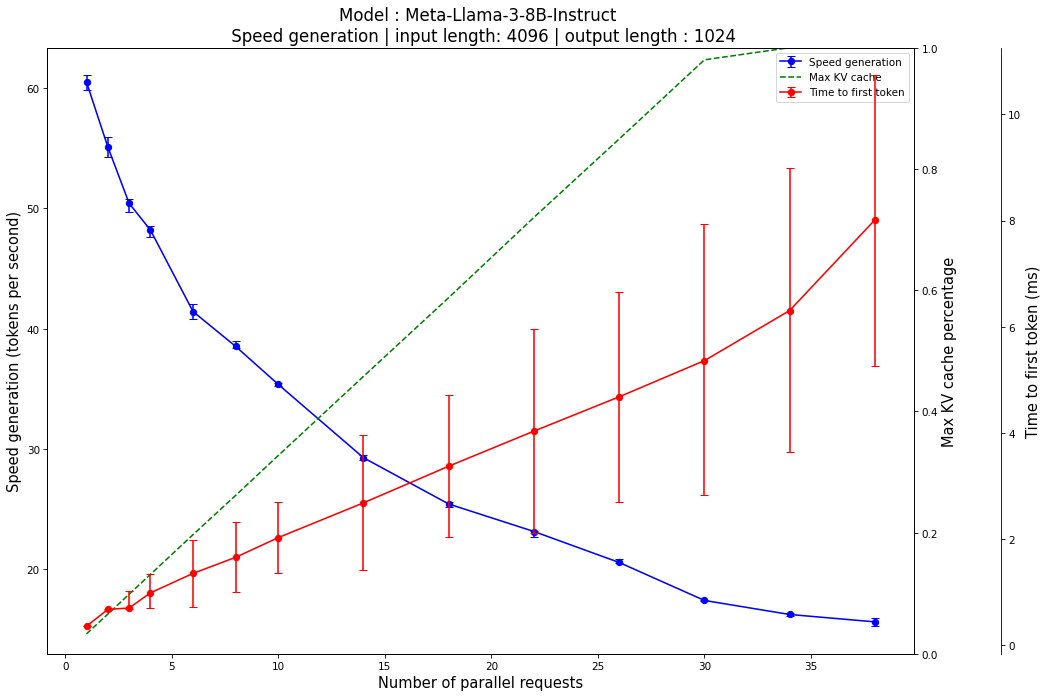 Model : Meta-Llama-3-8B-Instruct
Speed generation | input length: 4096 | output length : 1024
Speed generation
Max KV cache
Time to first token
Speed generation (tokens per second)
60
50
40
30
20
1.0
0.8
0.6
0.4
0.2
0.0
Max KV cache percentage
10
8
6
4
2
0
Time to first token (ms)
0 5 10 15 20 25 30 35
Number of parallel requests